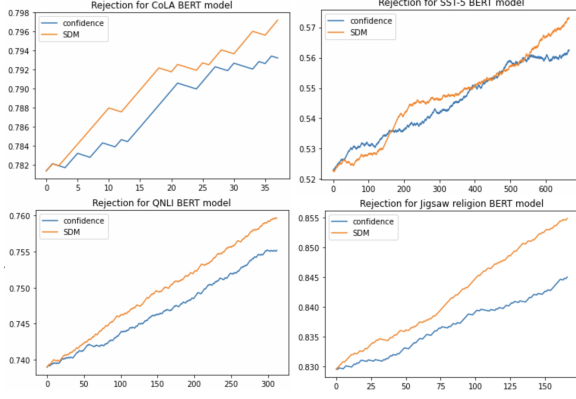 Rejection for CoLA BERT model
confidence
SDM
0.798
0.796
0.794
0.792
0.790
0.788
0.786
0.784
0.782
0 5 10 15 20 25 30 35
Rejection for SST-5 BERT model
confidence
SDM
0.57
0.56
0.55
0.54
0.53
0.52
0 100 200 300 400 500 600
Rejection for QNLI BERT model
confidence
SDM
0.760
0.755
0.750
0.745
0.740
0 50 100 150 200 250 300
Rejection for Jigsaw religion BERT model
confidence
SDM
0.855
0.850
0.845
0.840
0.835
0.830
0 25 50 75 100 125 150